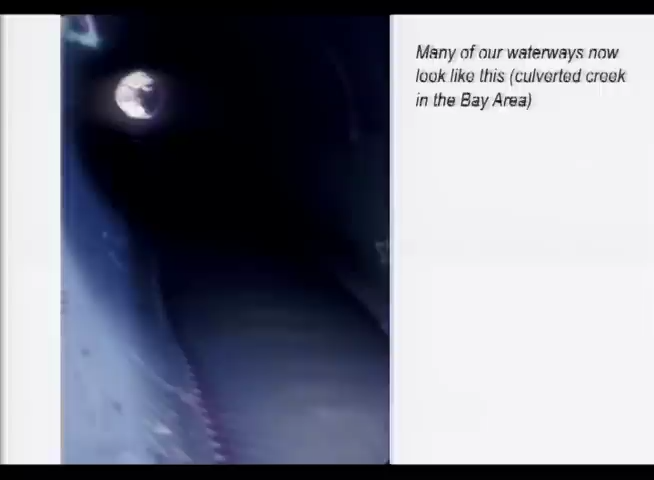 Many of our waterways now
look like this (culverted creek
in the Bay Area)